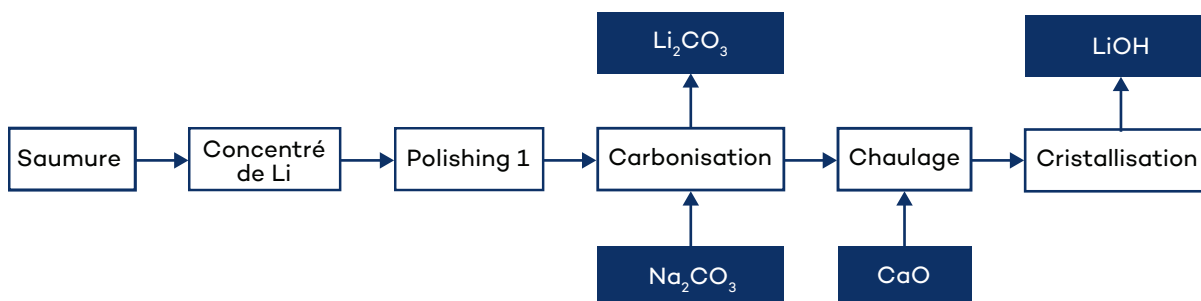 Li₂CO₃
LiOH
Saumure
Concentré
de Li
Polishing 1
Carbonisation
Chaulage
Cristallisation
Na₂CO₃
CaO